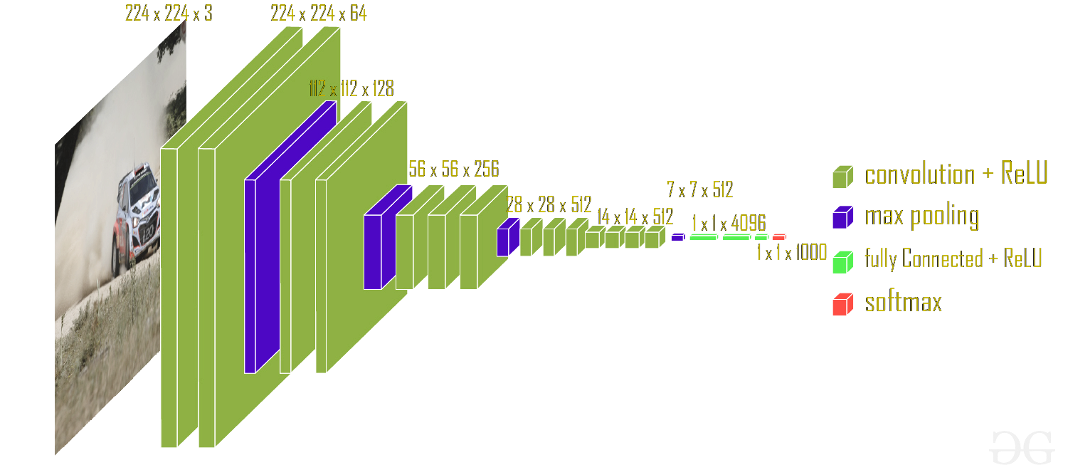 224 x 224 x 3
224 x 224 x 64
112 x 112 x 128
56 x 56 x 256
28 x 28 x 512
14 x 14 x 512
7 x 7 x 512
1 x 1 x 4096
1 x 1 x 1000
convolution + ReLU
max pooling
fully Connected + ReLU
softmax